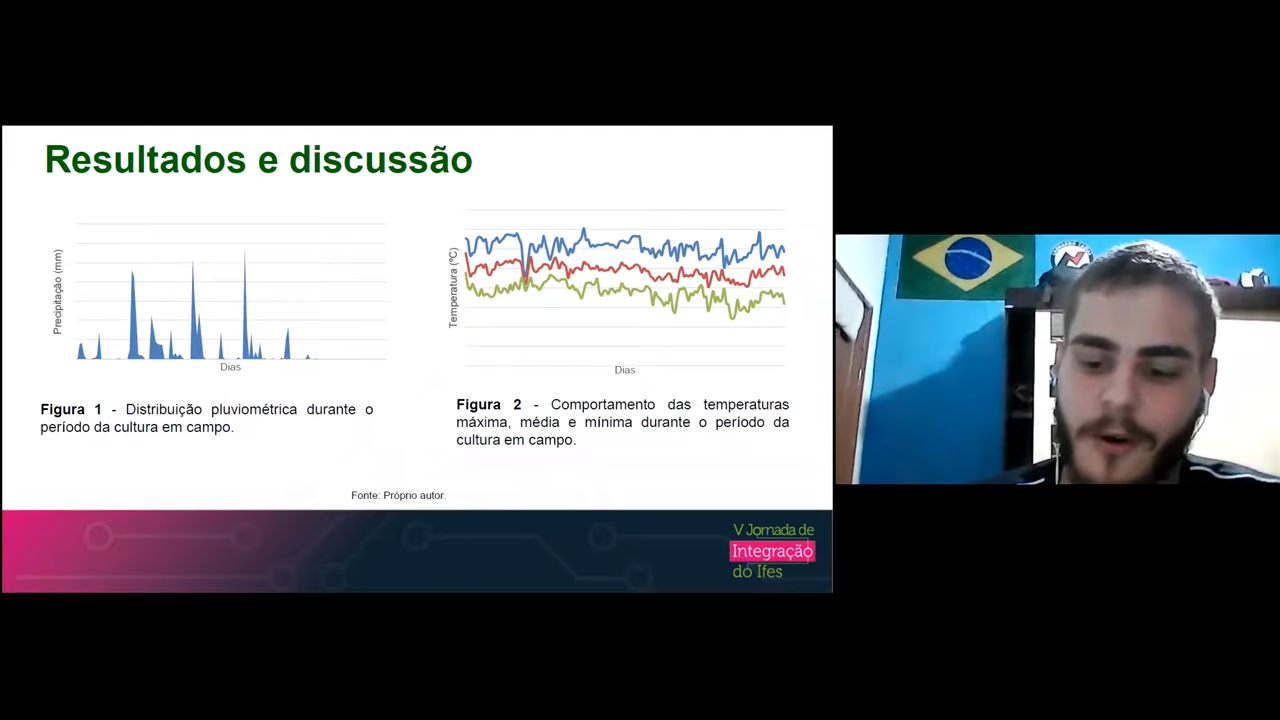 Resultados e discussão
Precipitação (mm)
Dias
Figura 1 - Distribuição pluviométrica durante o
período da cultura em campo.
Temperatura (ºC)
Dias
Figura 2 - Comportamento das temperaturas
máxima, média e mínima durante o período da
cultura em campo.
Fonte: Próprio autor.
V Jornada de
Integração
do Ifes